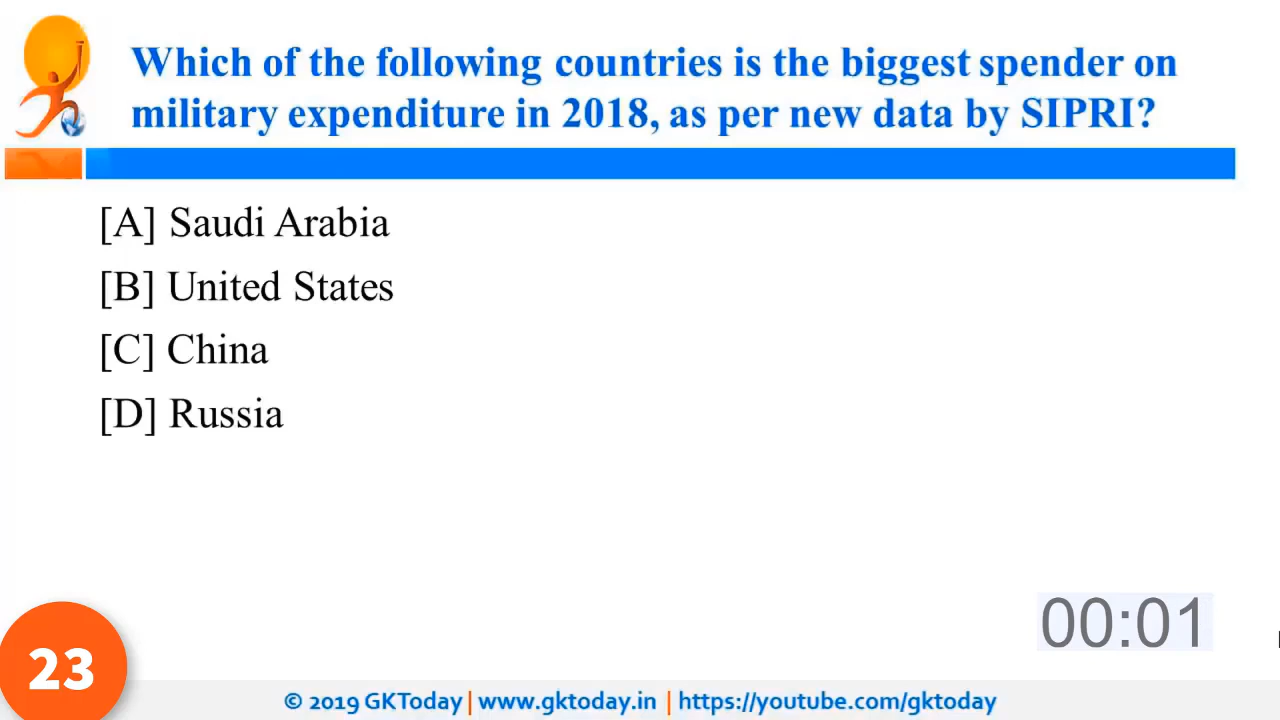 Which of the following countries is the biggest spender on
military expenditure in 2018, as per new data by SIPRI?
[A] Saudi Arabia
[B] United States
[C] China
[D] Russia
00:01
23
© 2019 GKToday | www.gktoday.in | https://youtube.com/gktoday